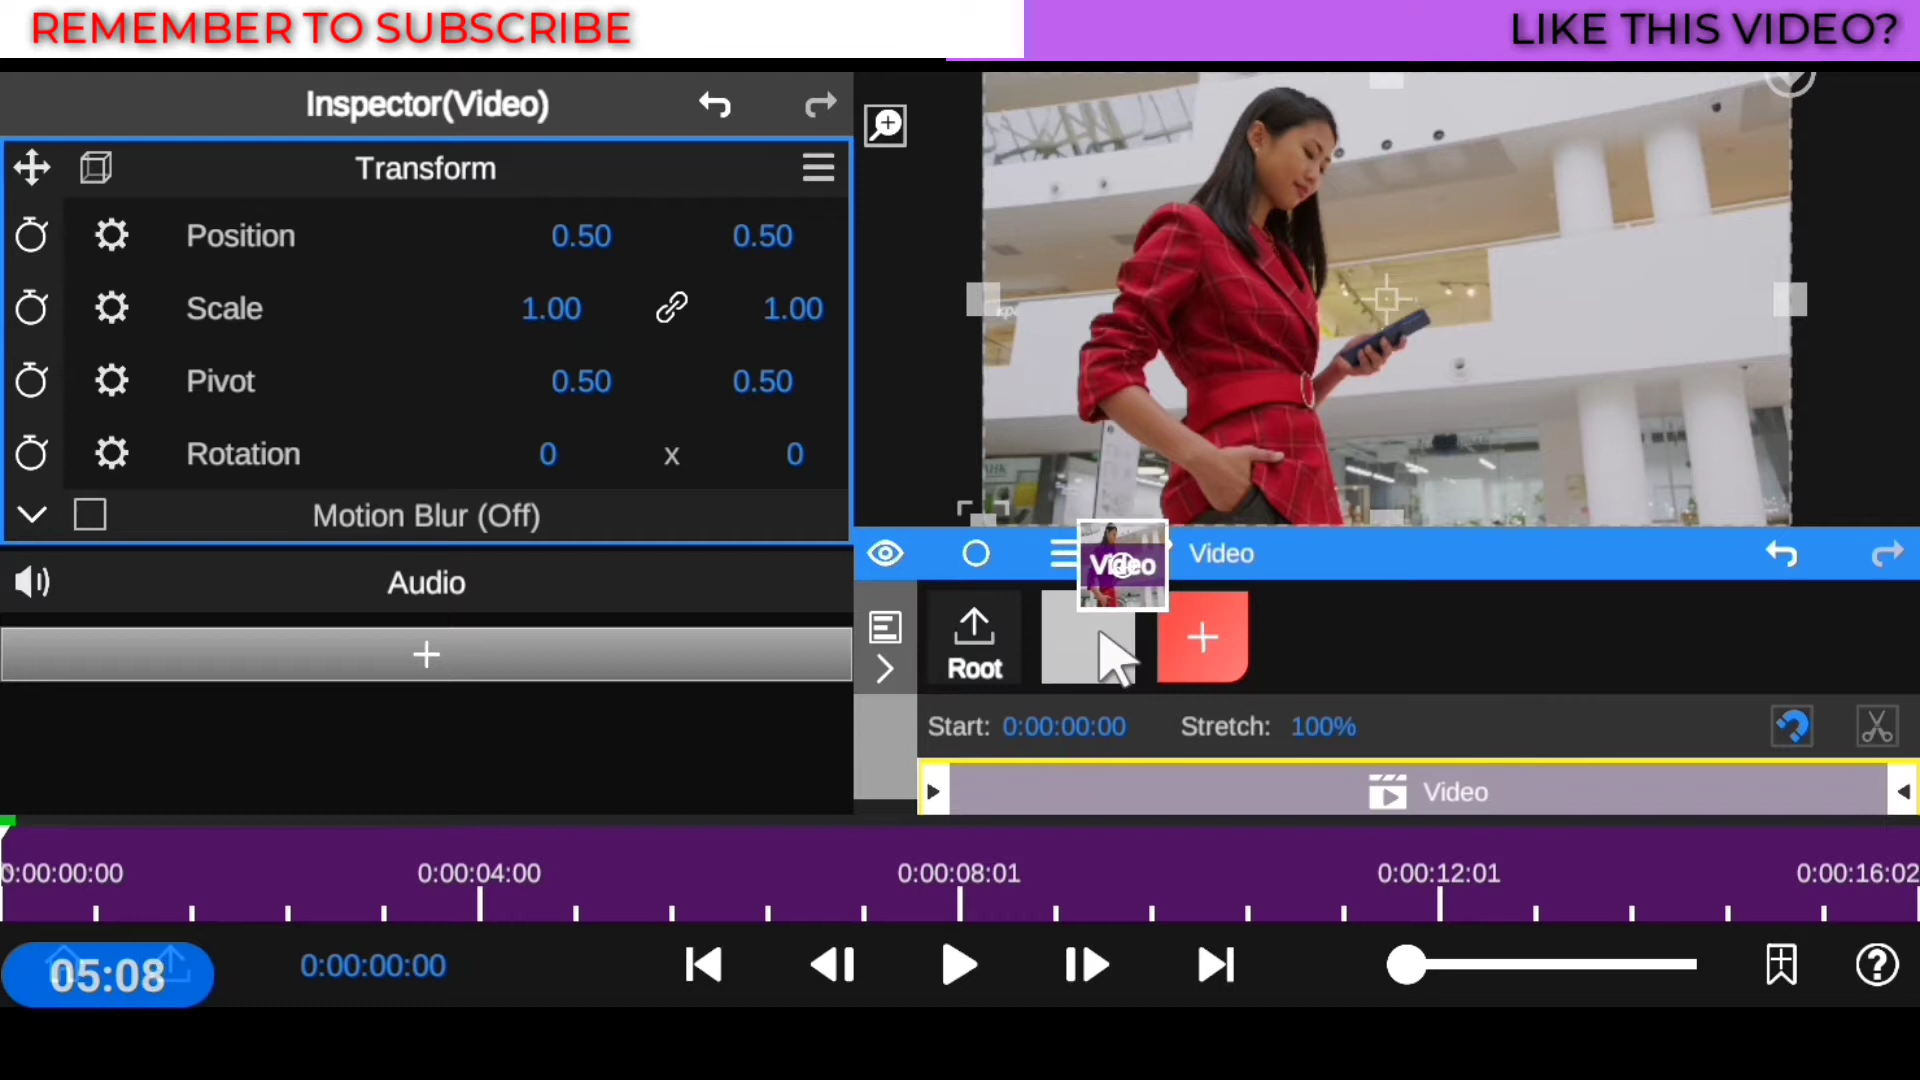 REMEMBER TO SUBSCRIBE
LIKE THIS VIDEO?
Inspector(Video)
Transform
Position 0.50 0.50
Scale 1.00 1.00
Pivot 0.50 0.50
Rotation 0 x 0
Motion Blur (Off)
Audio
Video
Video
Root
Start: 0:00:00:00 Stretch: 100%
Video
0:00:00:00 0:00:04:00 0:00:08:01 0:00:12:01 0:00:16:02
05:08
0:00:00:00